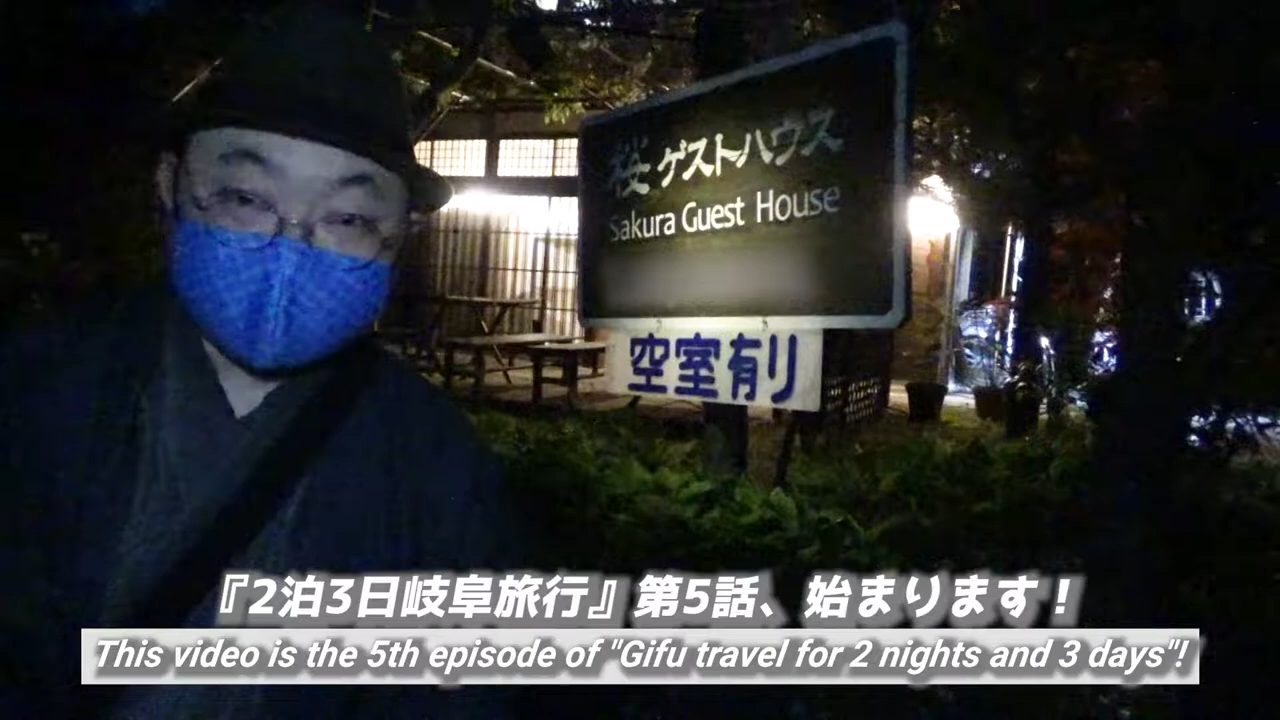 桜ゲストハウス
Sakura Guest House
空室有り
『2泊3日岐阜旅行』第5話、始まります！
This video is the 5th episode of "Gifu travel for 2 nights and 3 days"!